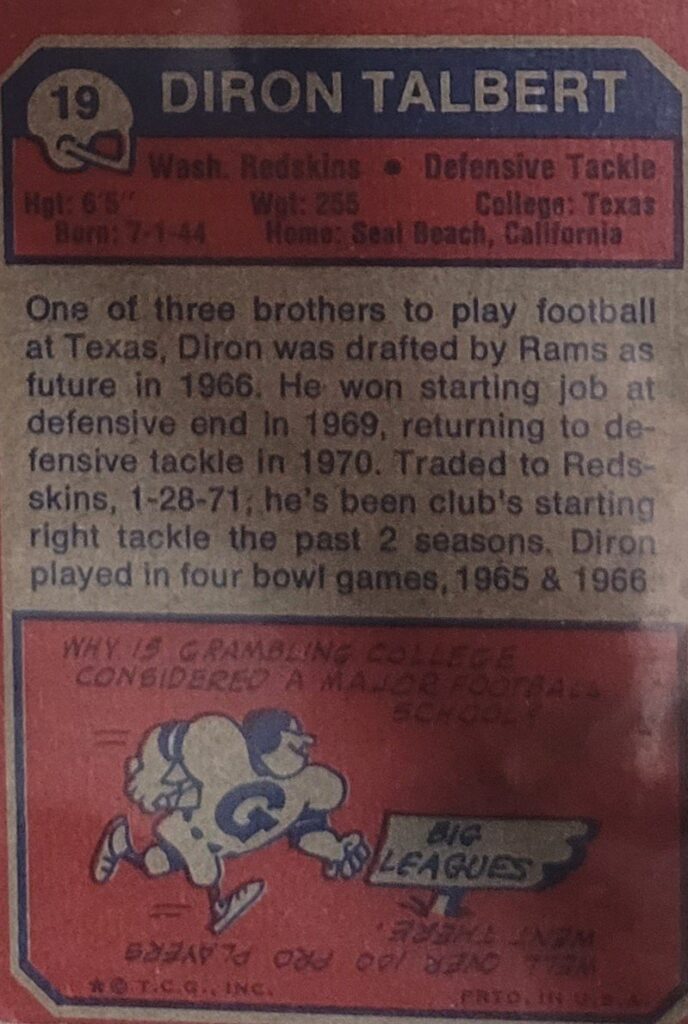 19
DIRON TALBERT
Wash. Redskins • Defensive Tackle
Hgt: 6'5" Wgt: 255 College: Texas
Born: 7-1-44 Home: Seal Beach, California
One of three brothers to play football
at Texas, Diron was drafted by Rams as
future in 1966. He won starting job at
defensive end in 1969, returning to de-
fensive tackle in 1970. Traded to Reds-
skins, 1-28-71, he's been club's starting
right tackle the past 2 seasons. Diron
played in four bowl games, 1965 & 1966.
WHY IS GRAMBLING COLLEGE
CONSIDERED A MAJOR FOOTBALL
SCHOOL?
G
BIG
LEAGUES
WELL OVER 100 PRO PLAYERS
WENT THERE.
*© T.C.G., INC. PRTD. IN U.S.A.